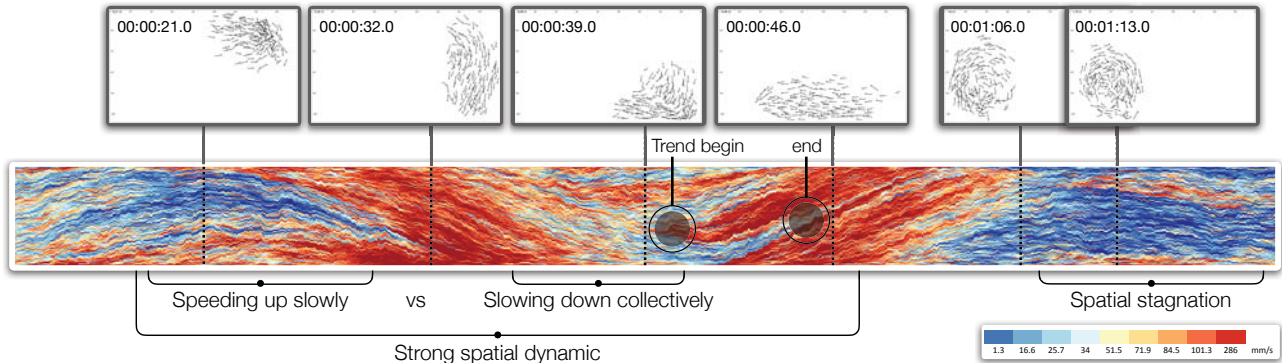 00:00:21.0
00:00:32.0
00:00:39.0
00:00:46.0
00:01:06.0
00:01:13.0
Trend begin
end
Speeding up slowly
vs
Slowing down collectively
Spatial stagnation
Strong spatial dynamic
1.3 16.6 25.7 34 51.5 71.9 84.5 101.3 286 mm/s